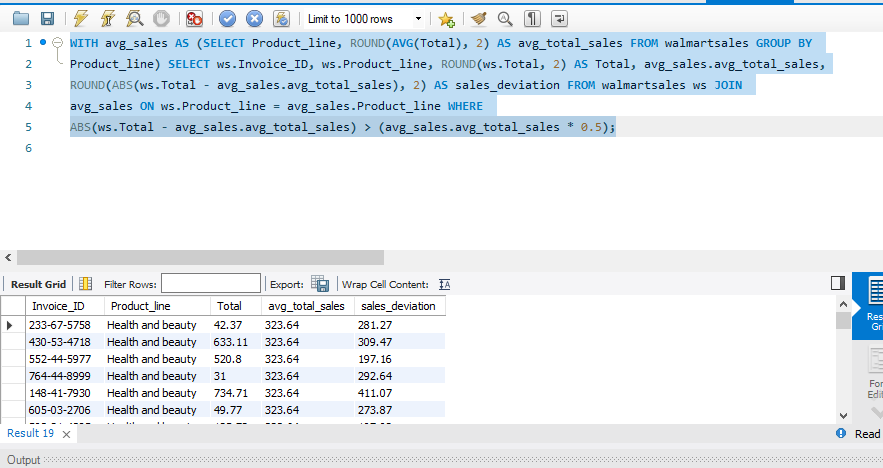 Limit to 1000 rows
1 WITH avg_sales AS (SELECT Product_line, ROUND(AVG(Total), 2) AS avg_total_sales FROM walmartsales GROUP BY
2 Product_line) SELECT ws.Invoice_ID, ws.Product_line, ROUND(ws.Total, 2) AS Total, avg_sales.avg_total_sales,
3 ROUND(ABS(ws.Total - avg_sales.avg_total_sales), 2) AS sales_deviation FROM walmartsales ws JOIN
4 avg_sales ON ws.Product_line = avg_sales.Product_line WHERE
5 ABS(ws.Total - avg_sales.avg_total_sales) > (avg_sales.avg_total_sales * 0.5);
6
Result Grid Filter Rows: Export: Wrap Cell Content:
Invoice_ID Product_line Total avg_total_sales sales_deviation
233-67-5758 Health and beauty 42.37 323.64 281.27
430-53-4718 Health and beauty 633.11 323.64 309.47
552-44-5977 Health and beauty 520.8 323.64 197.16
764-44-8999 Health and beauty 31 323.64 292.64
148-41-7930 Health and beauty 734.71 323.64 411.07
605-03-2706 Health and beauty 49.77 323.64 273.87
Result 19
Read
Output